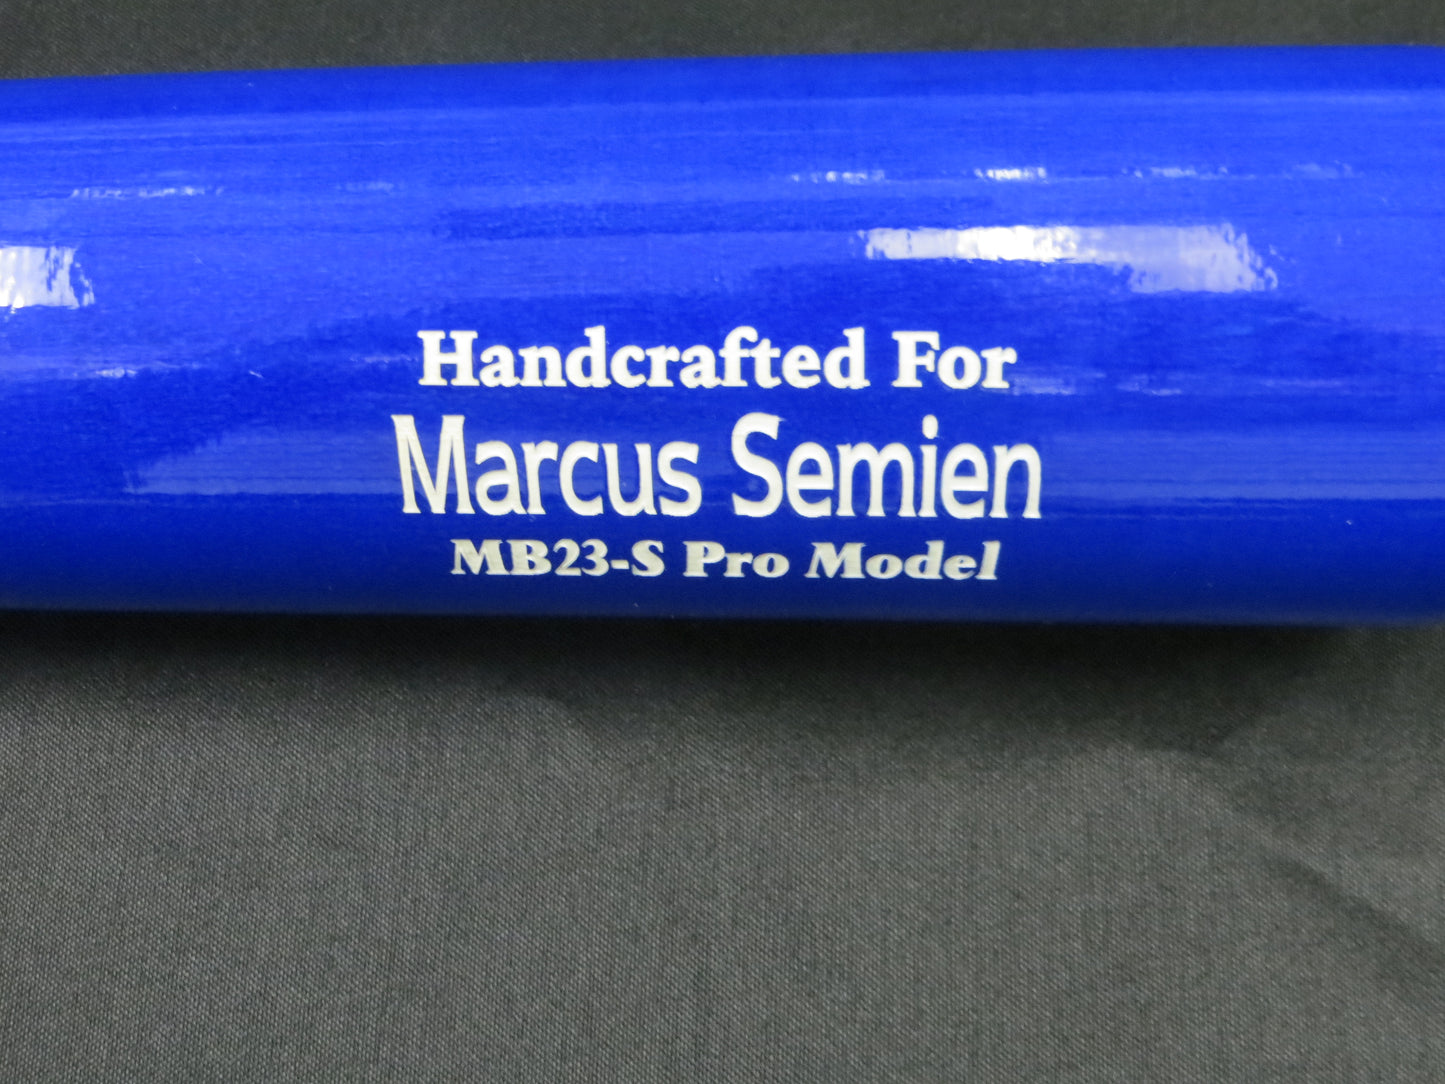 Handcrafted For
Marcus Semien
MB23-S Pro Model